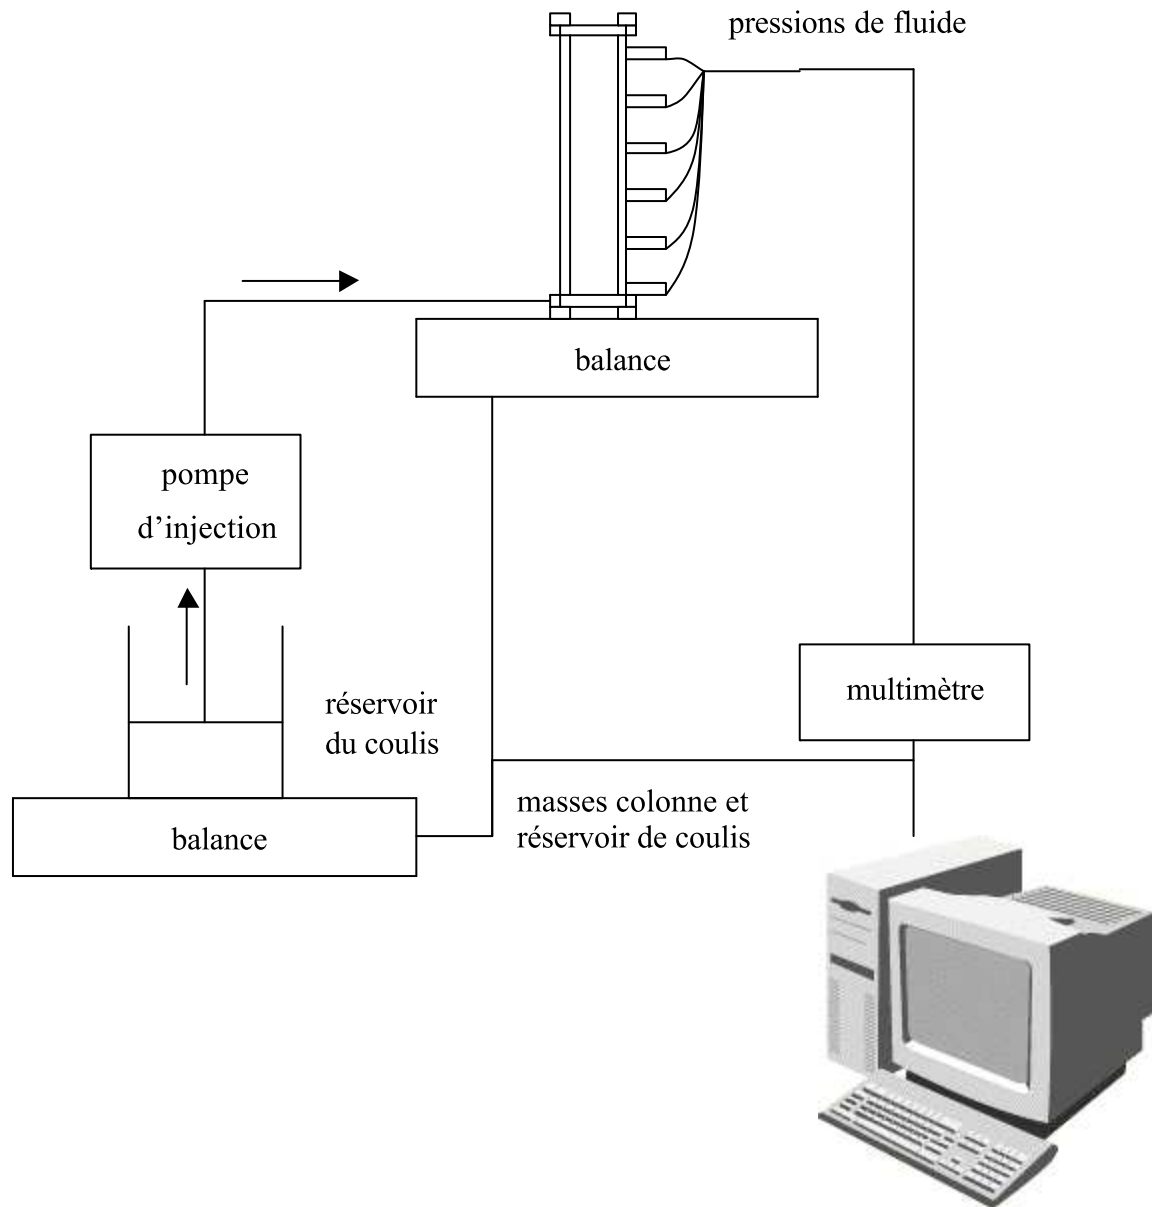 pressions de fluide
balance
pompe
d’injection
réservoir
du coulis
multimètre
masses colonne et
réservoir de coulis
balance